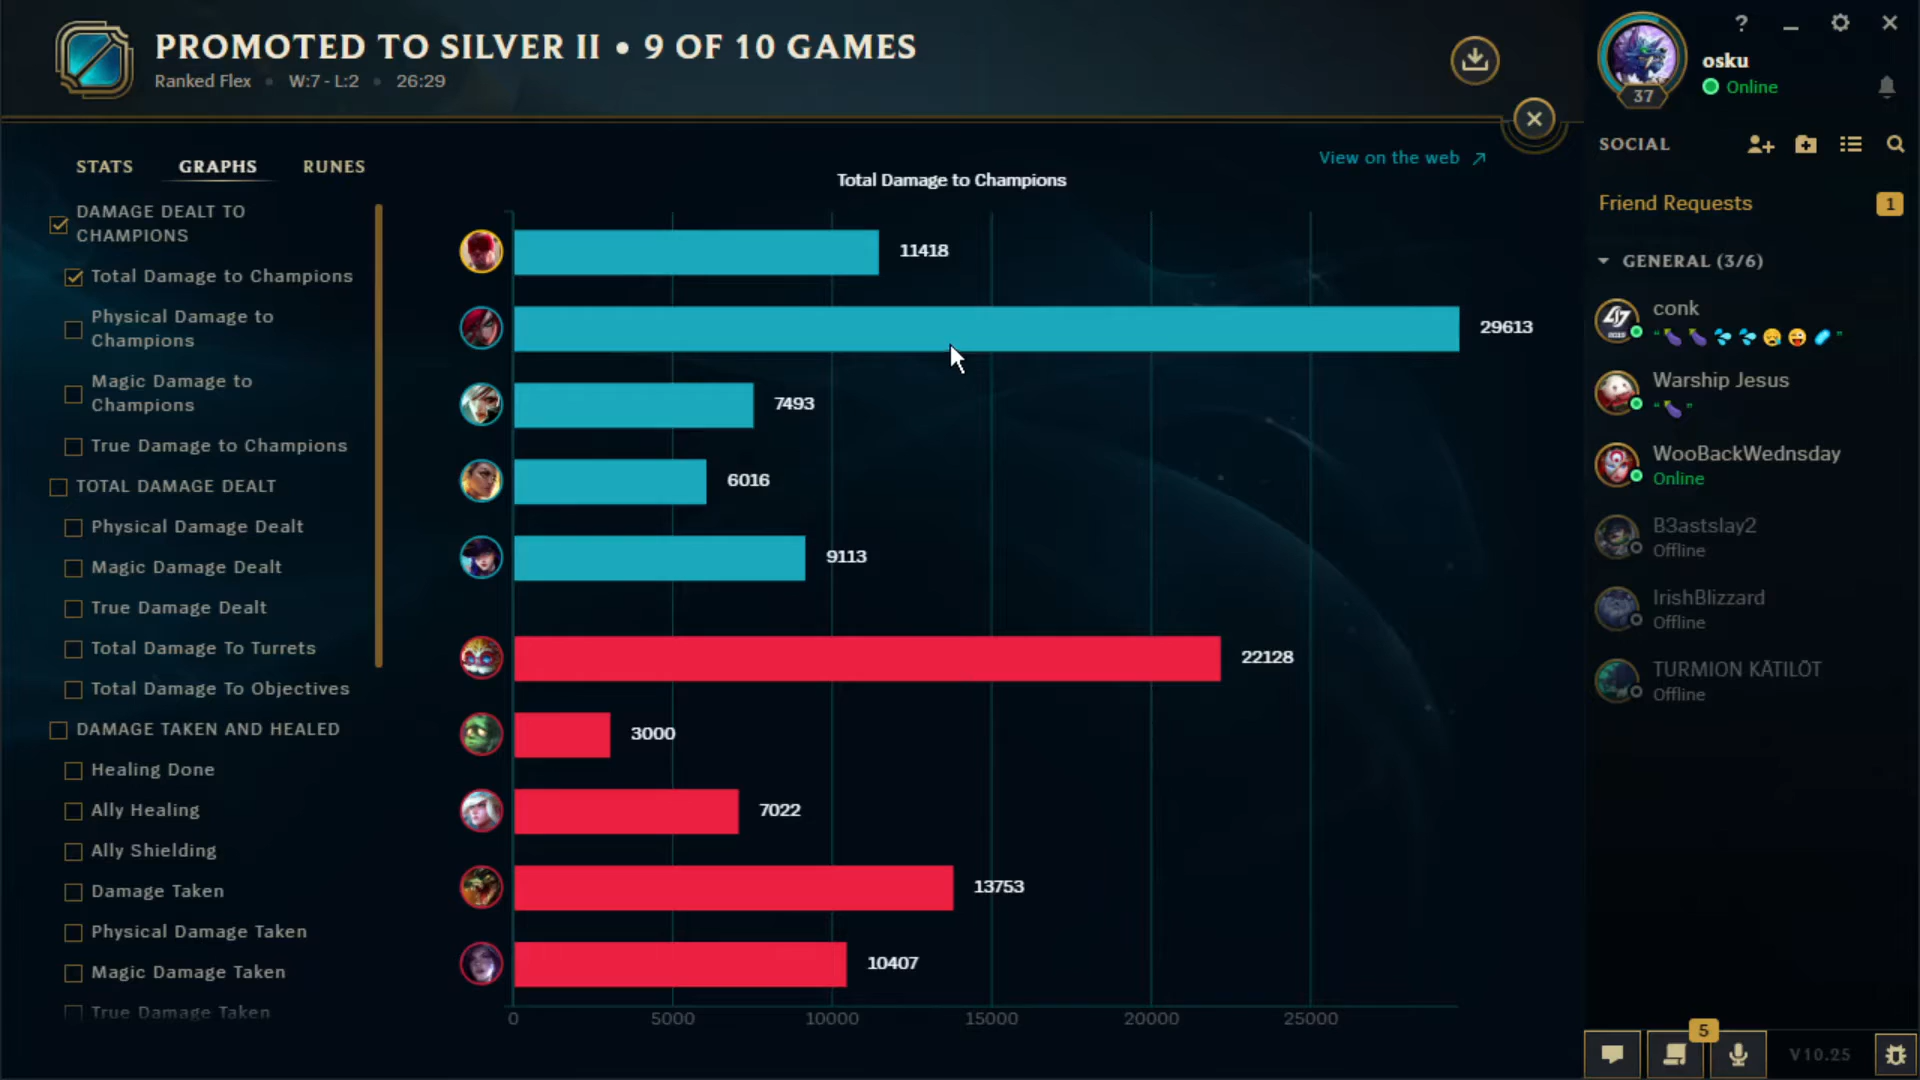 PROMOTED TO SILVER II • 9 OF 10 GAMES
Ranked Flex • W:7 - L:2 • 26:29
STATS GRAPHS RUNES
View on the web
DAMAGE DEALT TO
CHAMPIONS
Total Damage to Champions
Physical Damage to
Champions
Magic Damage to
Champions
True Damage to Champions
TOTAL DAMAGE DEALT
Physical Damage Dealt
Magic Damage Dealt
True Damage Dealt
Total Damage To Turrets
Total Damage To Objectives
DAMAGE TAKEN AND HEALED
Healing Done
Ally Healing
Ally Shielding
Damage Taken
Physical Damage Taken
Magic Damage Taken
True Damage Taken
Total Damage to Champions
11418
29613
7493
6016
9113
22128
3000
7022
13753
10407
0 5000 10000 15000 20000 25000
?
osku
37
Online
SOCIAL
Friend Requests 1
GENERAL (3/6)
conk
"🍆🍆💦💦😪😜💊"
Warship Jesus
"🍆"
WooBackWednsday
Online
B3astslay2
Offline
IrishBlizzard
Offline
TURMION KÄTILÖT
Offline
5
V10.25